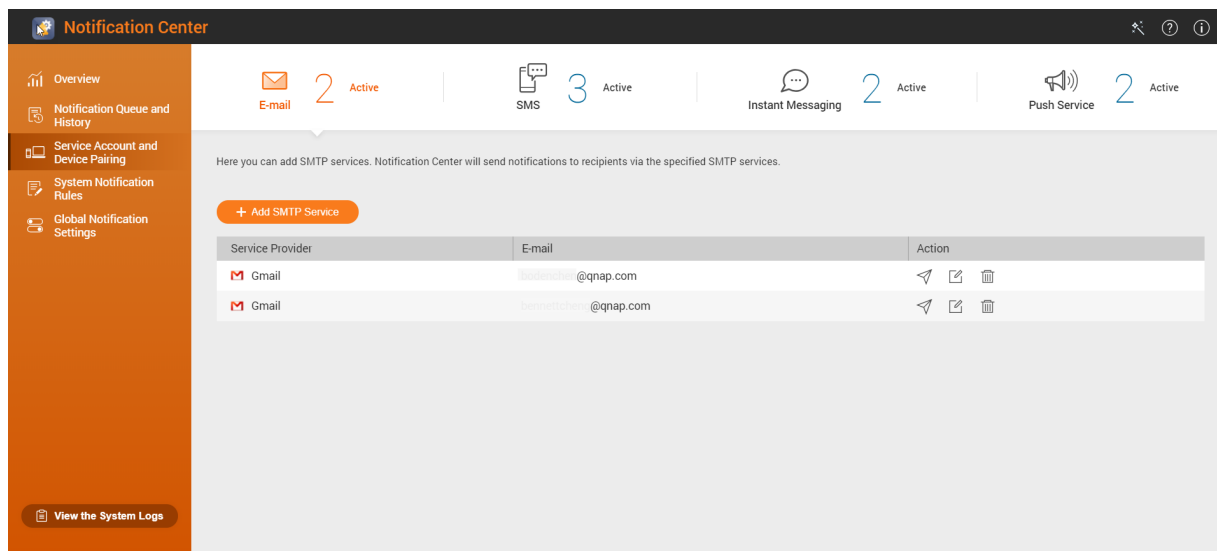 Notification Center
Overview
Notification Queue and
History
Service Account and
Device Pairing
System Notification
Rules
Global Notification
Settings
View the System Logs
E-mail 2 Active
SMS 3 Active
Instant Messaging 2 Active
Push Service 2 Active
Here you can add SMTP services. Notification Center will send notifications to recipients via the specified SMTP services.
+ Add SMTP Service
Service Provider E-mail Action
Gmail @qnap.com
Gmail @qnap.com